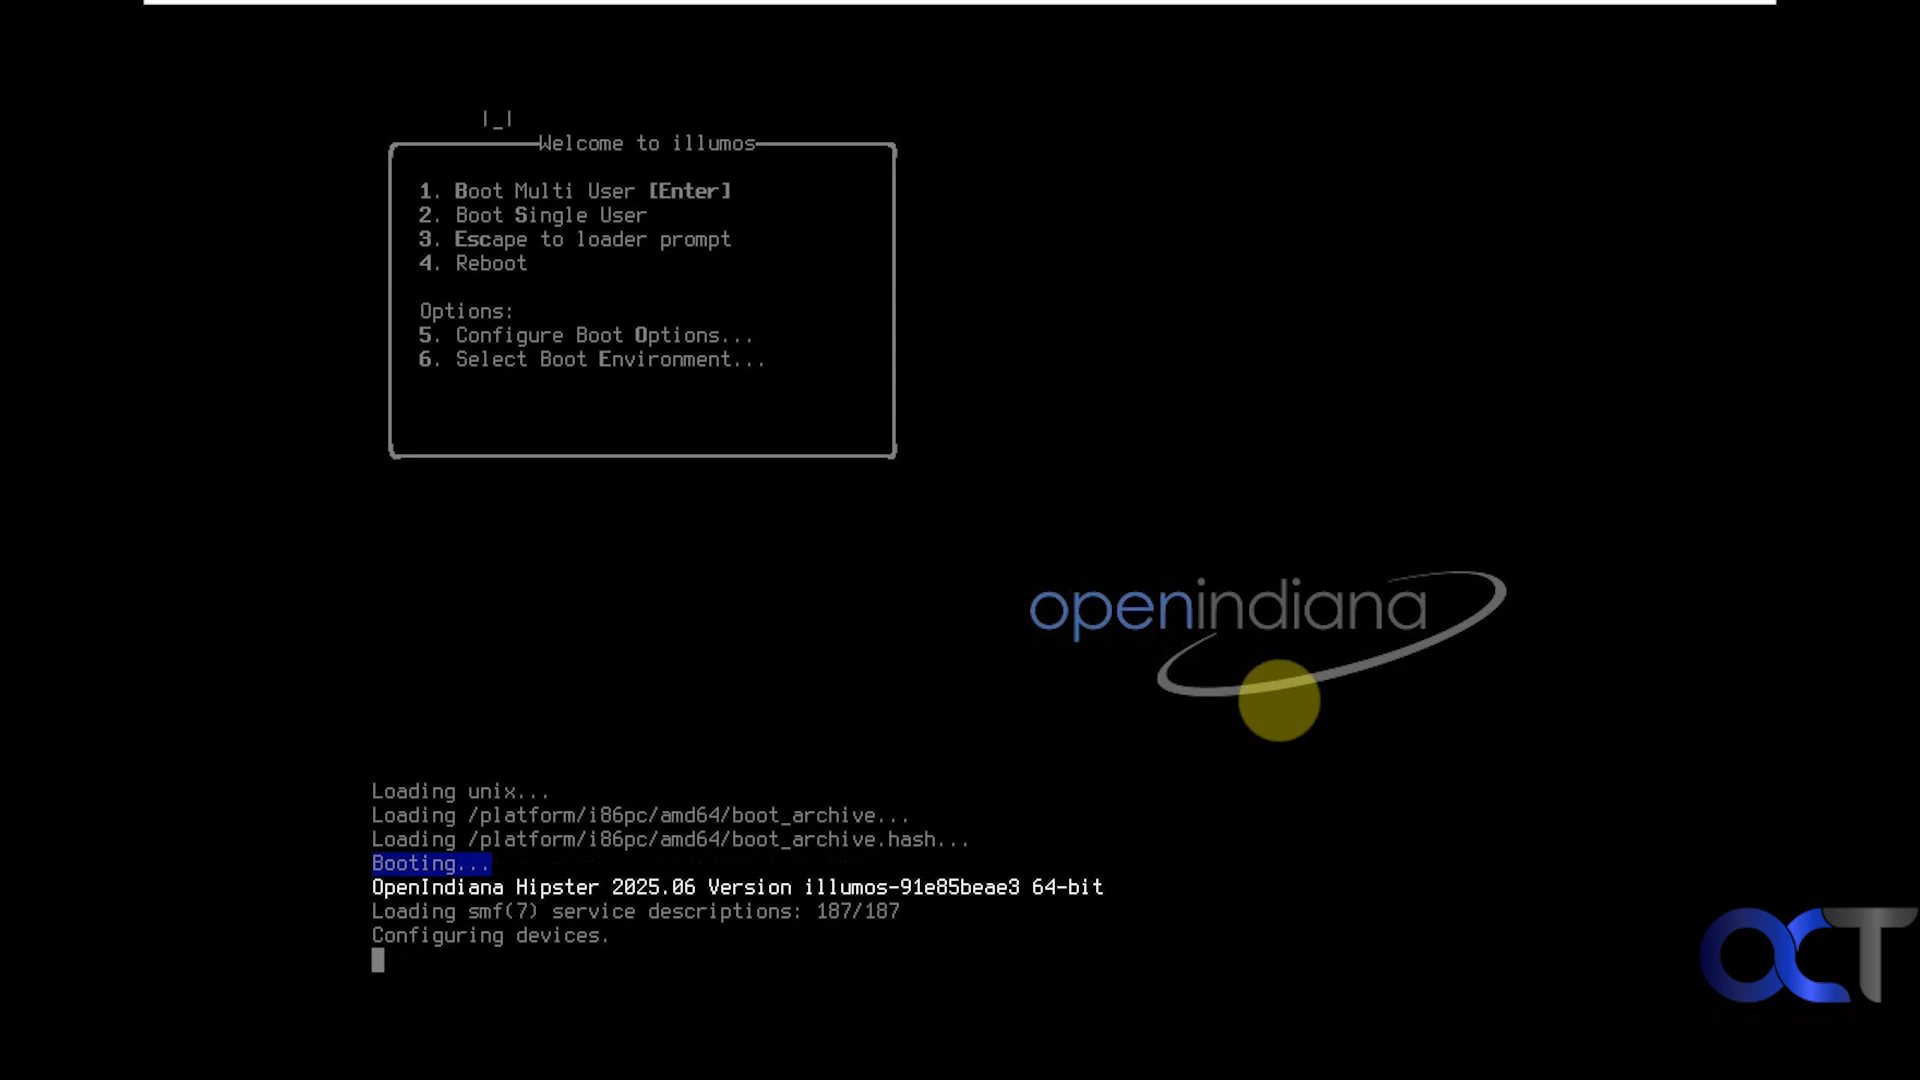 |_|
Welcome to illumos
1. Boot Multi User [Enter]
2. Boot Single User
3. Escape to loader prompt
4. Reboot
Options:
5. Configure Boot Options...
6. Select Boot Environment...
openindiana
Loading unix...
Loading /platform/i86pc/amd64/boot_archive...
Loading /platform/i86pc/amd64/boot_archive.hash...
Booting...
OpenIndiana Hipster 2025.06 Version illumos-91e85beae3 64-bit
Loading smf(7) service descriptions: 187/187
Configuring devices.
OCT